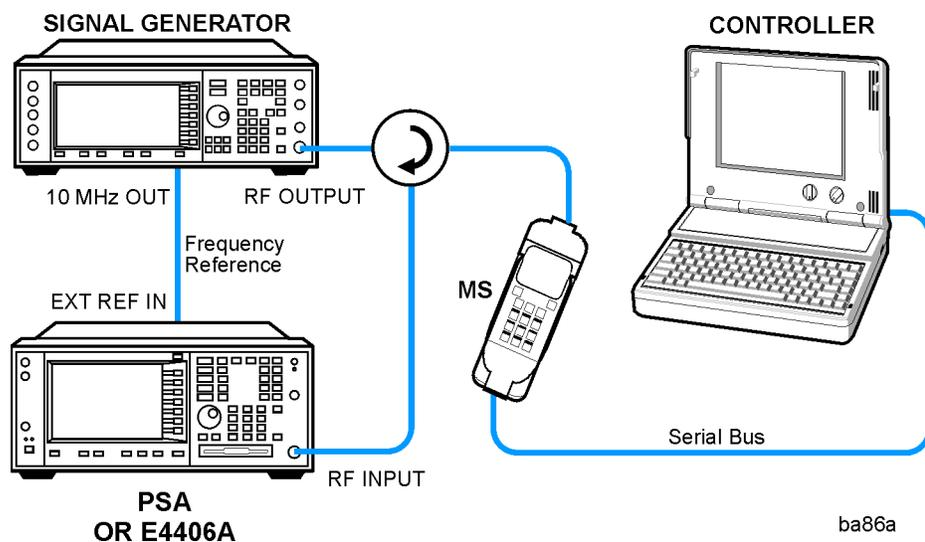 SIGNAL GENERATOR
CONTROLLER
10 MHz OUT
RF OUTPUT
Frequency
Reference
EXT REF IN
MS
Serial Bus
RF INPUT
PSA
OR E4406A
ba86a